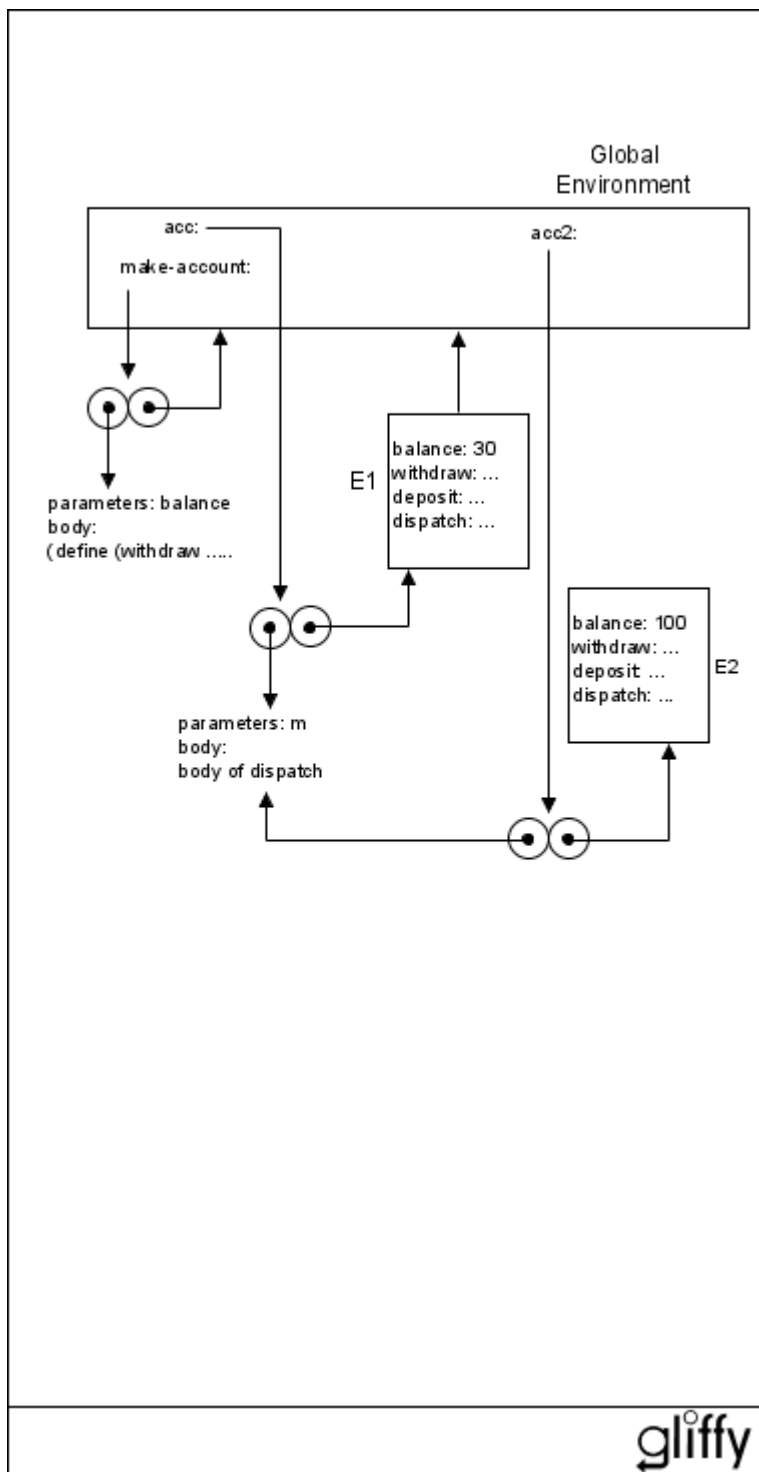 Global
Environment
acc:
acc2:
make-account:
parameters: balance
body:
(define (withdraw .....
E1
balance: 30
withdraw: ...
deposit: ...
dispatch: ...
balance: 100
withdraw: ...
deposit: ...
dispatch: ...
E2
parameters: m
body:
body of dispatch
gliffy